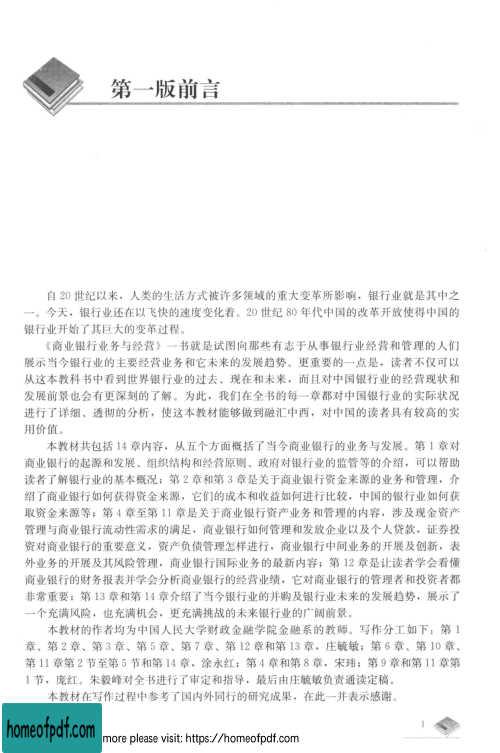 第一版前言
自20世纪以来，人类的生活方式被许多领域的重大变革所影响，银行业就是其中之
一。今天，银行业还在以飞快的速度变化着。20世纪80年代中国的改革开放使得中国的
银行业开始了其巨大的变革过程。
《商业银行业务与经营》一书就是试图向那些有志于从事银行业经营和管理的人们
展示当今银行业的主要经营业务和它未来的发展趋势。更重要的一点是，读者不仅可以
从这本教科书中看到世界银行业的过去、现在和未来，而且对中国银行业的经营现状和
发展前景也会有更深刻的了解。为此，我们在全书的每一章都对中国银行业的实际状况
进行了详细、透彻的分析，使这本教材能够做到融汇中西，对中国的读者具有较高的实
用价值。
本教材共包括14章内容，从五个方面概括了当今商业银行的业务与发展。第1章对
商业银行的起源和发展、组织结构和经营原则、政府对银行业的监管等的介绍，可以帮助
读者了解银行业的基本概况；第2章和第3章是关于商业银行资金来源的业务和管理，介
绍了商业银行如何获得资金来源，它们的成本和收益如何进行比较，中国的银行业如何获
取资金来源等；第4章至第11章是关于商业银行资产业务和管理的内容，涉及现金资产
管理与商业银行流动性需求的满足，商业银行如何管理和发放企业以及个人贷款，证券投
资对商业银行的重要意义，资产负债管理怎样进行，商业银行中间业务的开展及创新，表
外业务的开展及其风险管理，商业银行国际业务的最新内容；第12章是让读者学会看懂
商业银行的财务报表并学会分析商业银行的经营业绩，它对商业银行的管理者和投资者都
非常重要；第13章和第14章介绍了当今银行业的并购及银行业未来的发展趋势，展示了
一个充满风险，也充满机会，更充满挑战的未来银行业的广阔前景。
本教材的作者均为中国人民大学财政金融学院金融系的教师。写作分工如下：第1
章、第2章、第3章、第5章、第7章、第12章和第13章，庄毓敏；第6章、第10章、
第11章第2节至第5节和第14章，涂永红；第4章和第8章，宋玮；第9章和第11章第
1节，庞红。朱毅峰对全书进行了审定和指导，最后由庄毓敏负责通读定稿。
本教材在写作过程中参考了国内外同行的研究成果，在此一并表示感谢。
1
homeofpdf.com
more please visit: https://homeofpdf.com